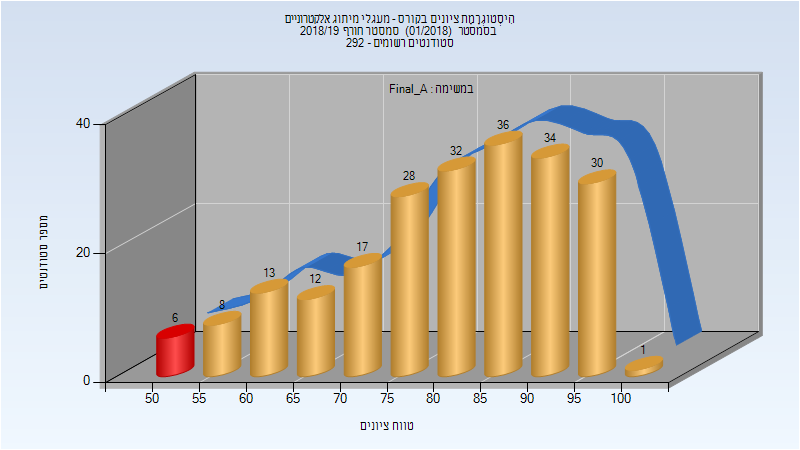 הִיסְטוֹגְרָמַת ציונים בקורס - מעגלי מיתוג אלקטרוניים
בסמסטר (01/2018) סמסטר חורף 2018/19
סטודנטים רשומים - 292
במשימה : Final_A
מספר סטודנטים
40
20
0
6
8
13
12
17
28
32
36
34
30
1
50 55 60 65 70 75 80 85 90 95 100
טווח ציונים